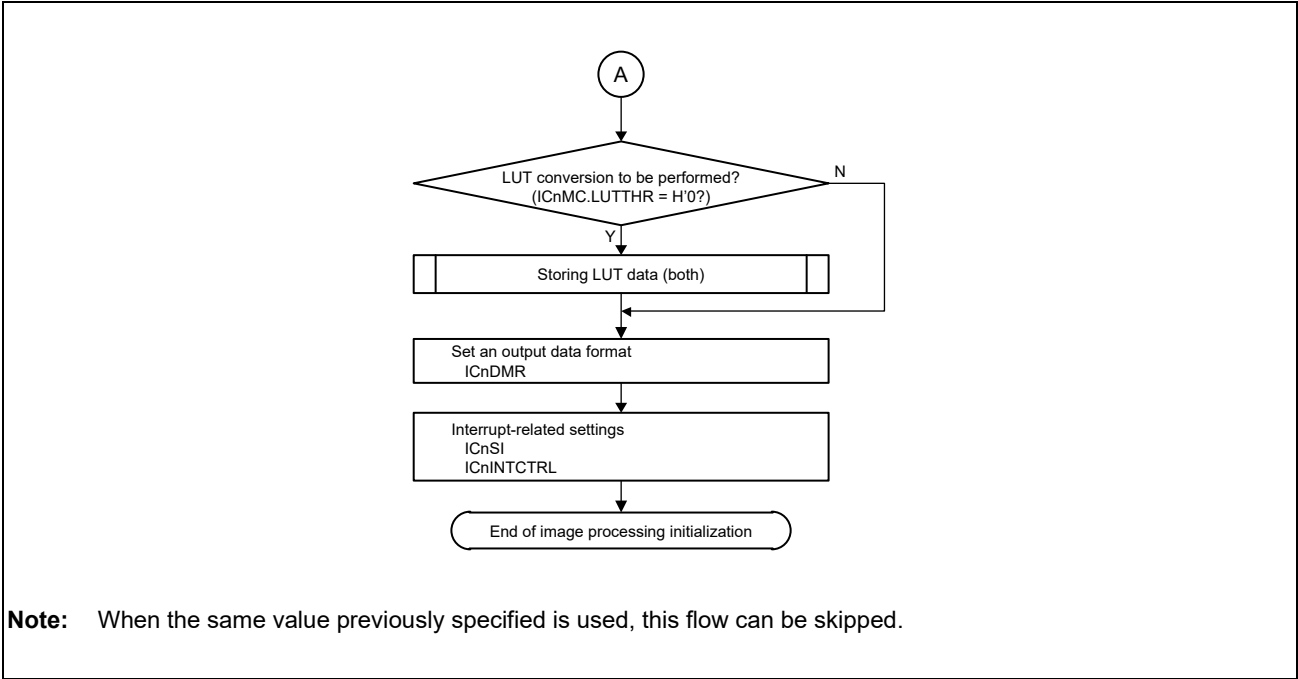 A
LUT conversion to be performed?
(ICnMC.LUTTHR = H'0?)
N
Y
Storing LUT data (both)
Set an output data format
ICnDMR
Interrupt-related settings
ICnSI
ICnINTCTRL
End of image processing initialization
Note: When the same value previously specified is used, this flow can be skipped.